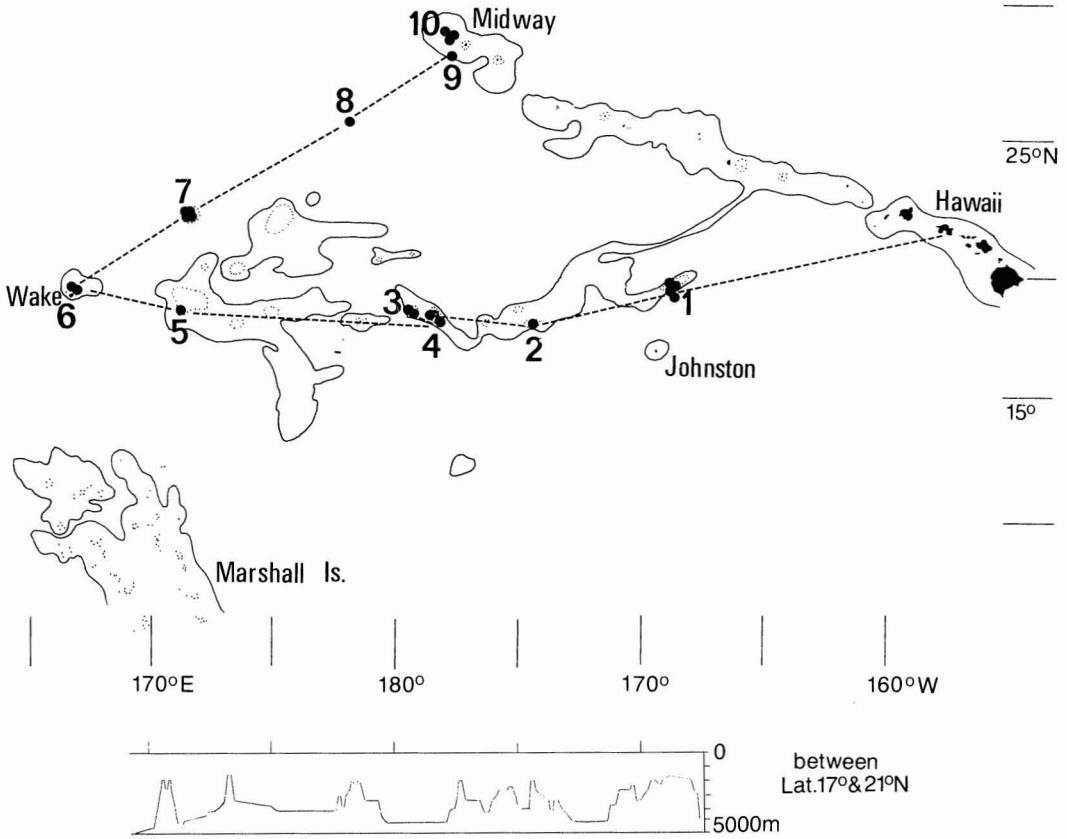 10 Midway
9
8
25°N
7
Hawaii
Wake
6
5
3
4
2
1
Johnston
15°
Marshall Is.
170°E
180°
170°
160°W
0
between
Lat.17°&21°N
5000m